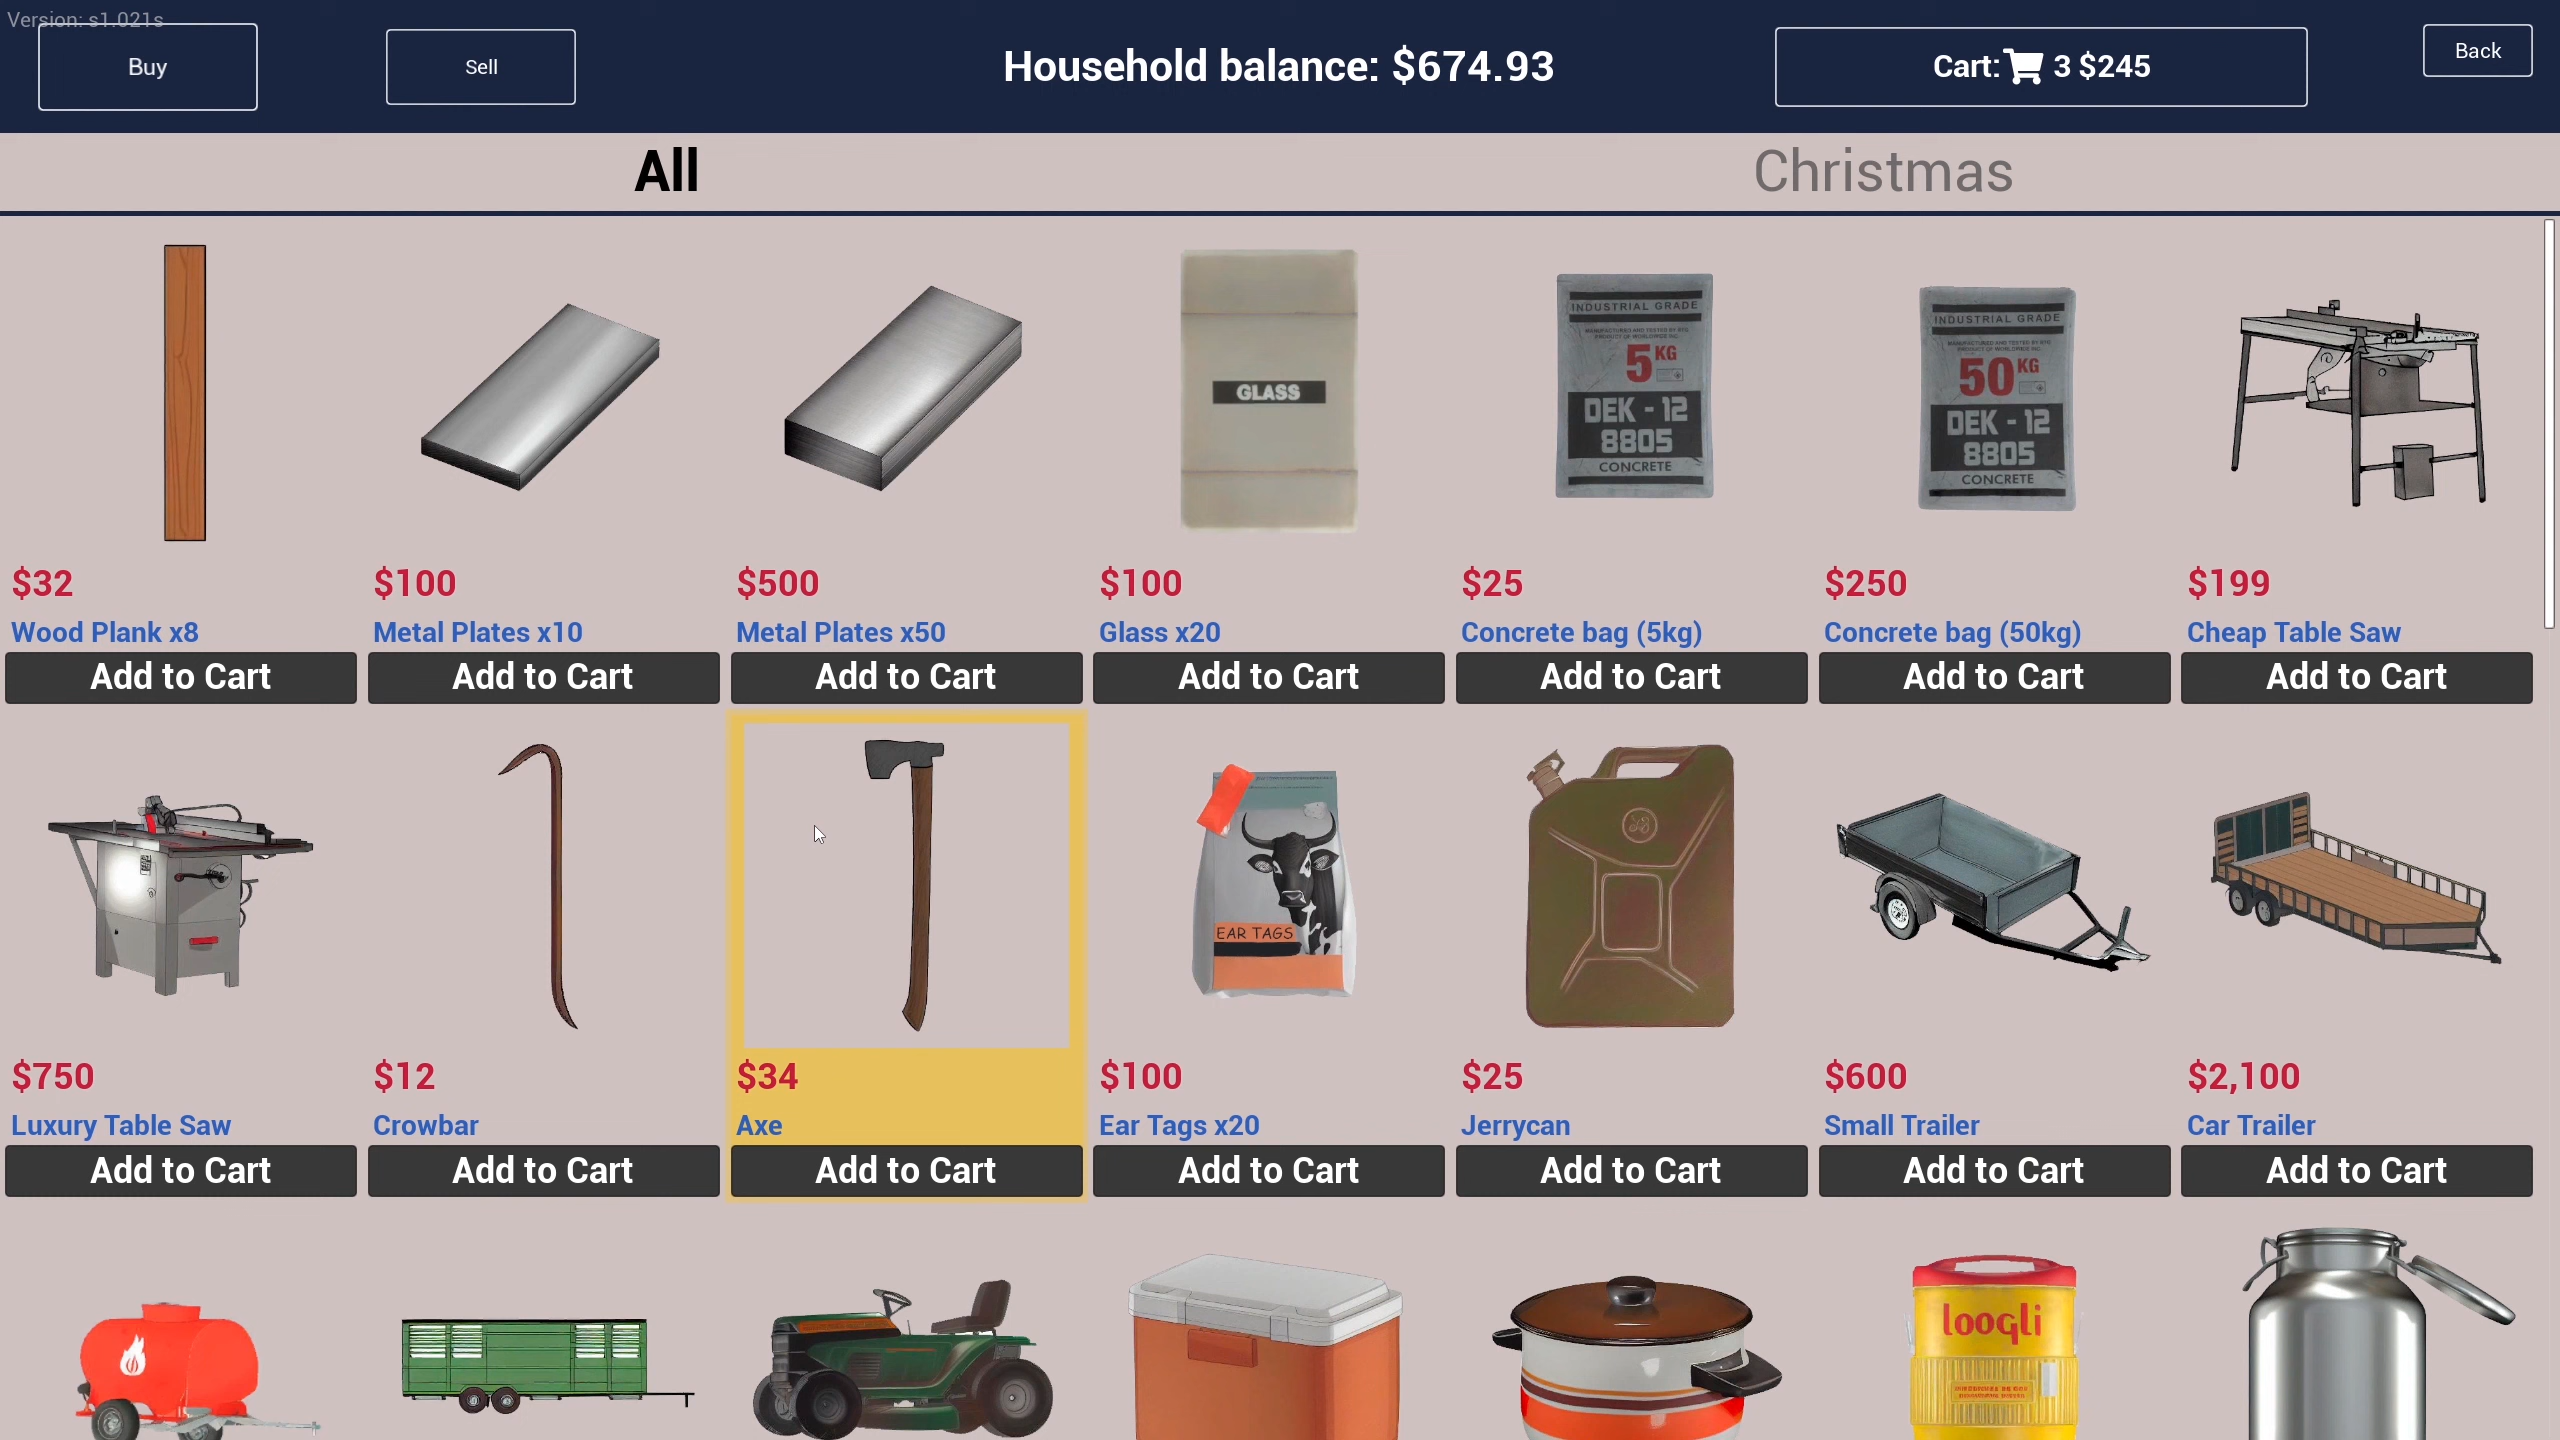 Version: s1.021s
Buy
Sell
Household balance: $674.93
Cart: 3 $245
Back
All
Christmas
GLASS
INDUSTRIAL GRADE
5KG
DEK - 12
8805
CONCRETE
INDUSTRIAL GRADE
50KG
DEK - 12
8805
CONCRETE
$32
$100
$500
$100
$25
$250
$199
Wood Plank x8
Metal Plates x10
Metal Plates x50
Glass x20
Concrete bag (5kg)
Concrete bag (50kg)
Cheap Table Saw
Add to Cart
Add to Cart
Add to Cart
Add to Cart
Add to Cart
Add to Cart
Add to Cart
EAR TAGS
$750
$12
$34
$100
$25
$600
$2,100
Luxury Table Saw
Crowbar
Axe
Ear Tags x20
Jerrycan
Small Trailer
Car Trailer
Add to Cart
Add to Cart
Add to Cart
Add to Cart
Add to Cart
Add to Cart
Add to Cart
loogli